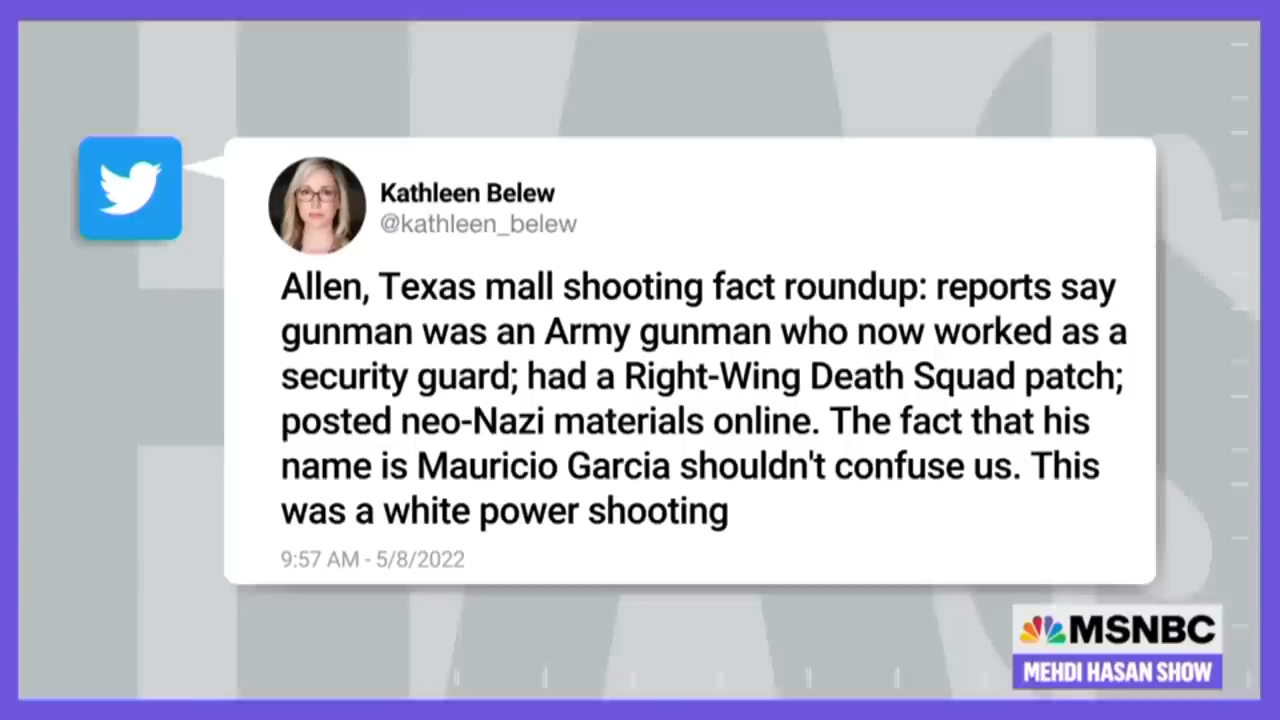 Kathleen Belew
@kathleen_belew
Allen, Texas mall shooting fact roundup: reports say
gunman was an Army gunman who now worked as a
security guard; had a Right-Wing Death Squad patch;
posted neo-Nazi materials online. The fact that his
name is Mauricio Garcia shouldn't confuse us. This
was a white power shooting
9:57 AM - 5/8/2022
MSNBC
MEHDI HASAN SHOW